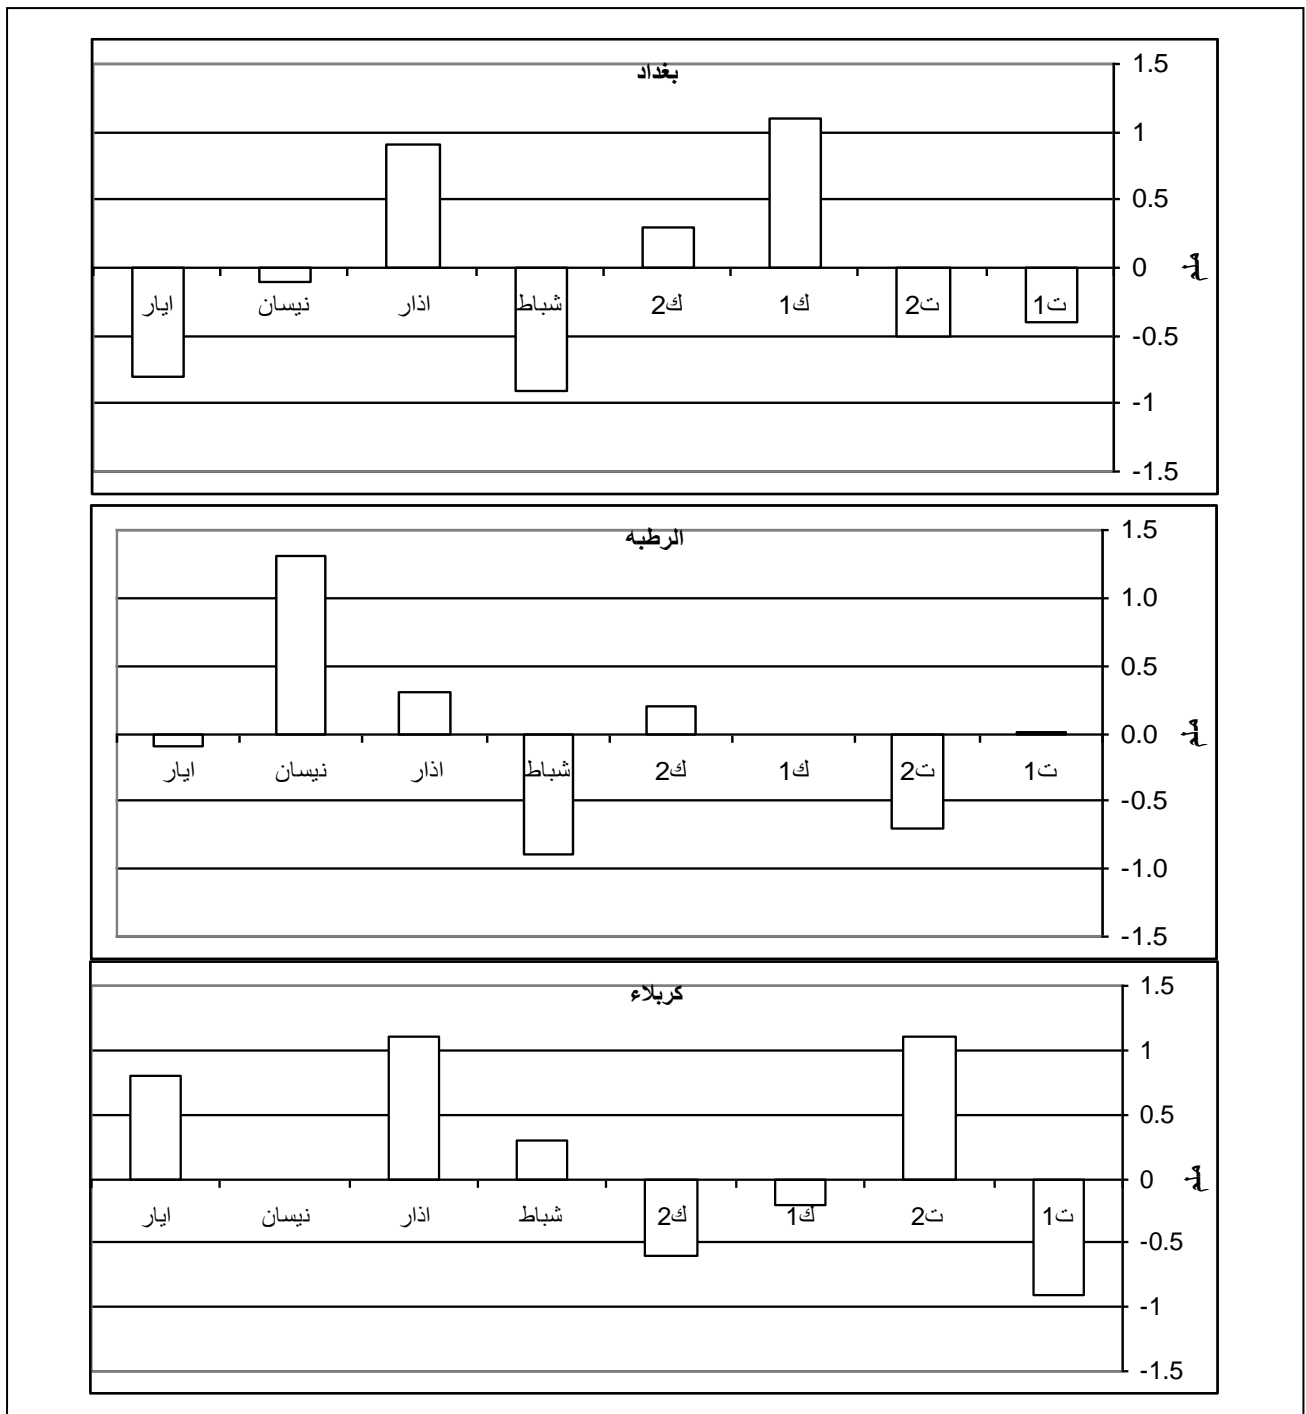 بغداد
1.5
1
0.5
0
-0.5
-1
-1.5
ملم
ت1
ت2
ك1
ك2
شباط
اذار
نيسان
ايار
الرطبه
1.5
1.0
0.5
0.0
-0.5
-1.0
-1.5
ملم
ت1
ت2
ك1
ك2
شباط
اذار
نيسان
ايار
كربلاء
1.5
1
0.5
0
-0.5
-1
-1.5
ملم
ت1
ت2
ك1
ك2
شباط
اذار
نيسان
ايار